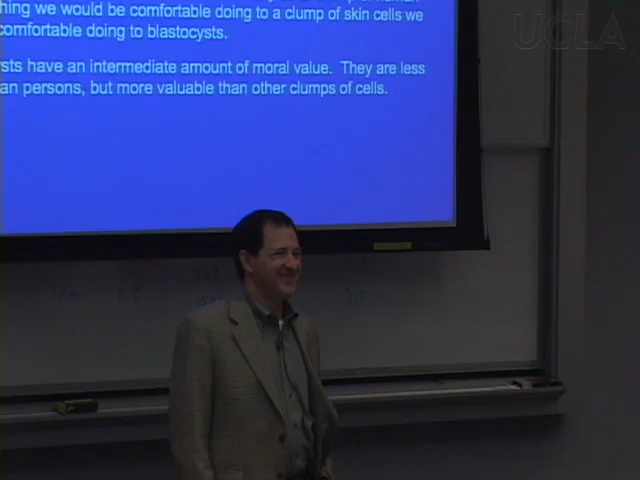 UCLA
hing we would be comfortable doing to a clump of skin cells we
comfortable doing to blastocysts.
sts have an intermediate amount of moral value. They are less
an persons, but more valuable than other clumps of cells.